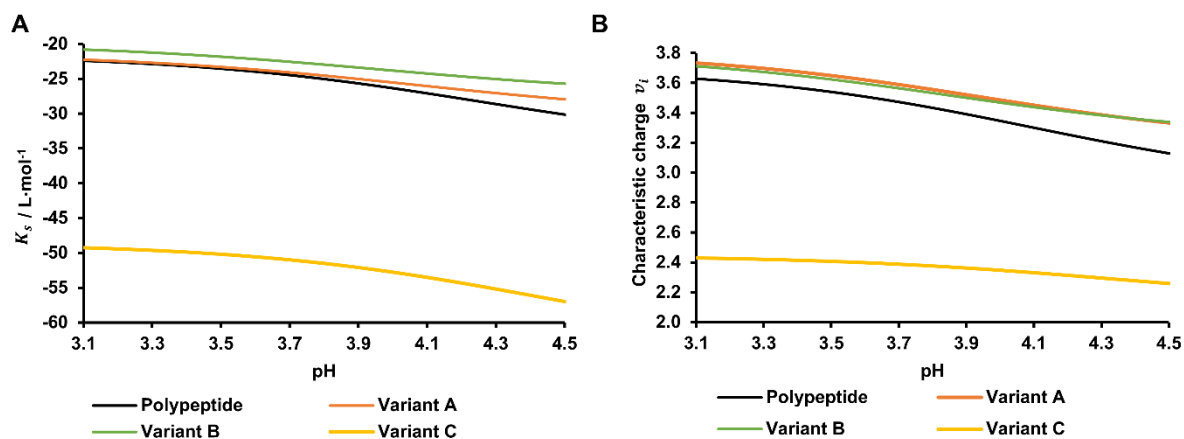 A
K_s / L·mol⁻¹
-20
-25
-30
-35
-40
-45
-50
-55
-60
3.1 3.3 3.5 3.7 3.9 4.1 4.3 4.5
pH
Polypeptide Variant A
Variant B Variant C
B
Characteristic charge ν_i
3.8
3.6
3.4
3.2
3.0
2.8
2.6
2.4
2.2
2.0
3.1 3.3 3.5 3.7 3.9 4.1 4.3 4.5
pH
Polypeptide Variant A
Variant B Variant C